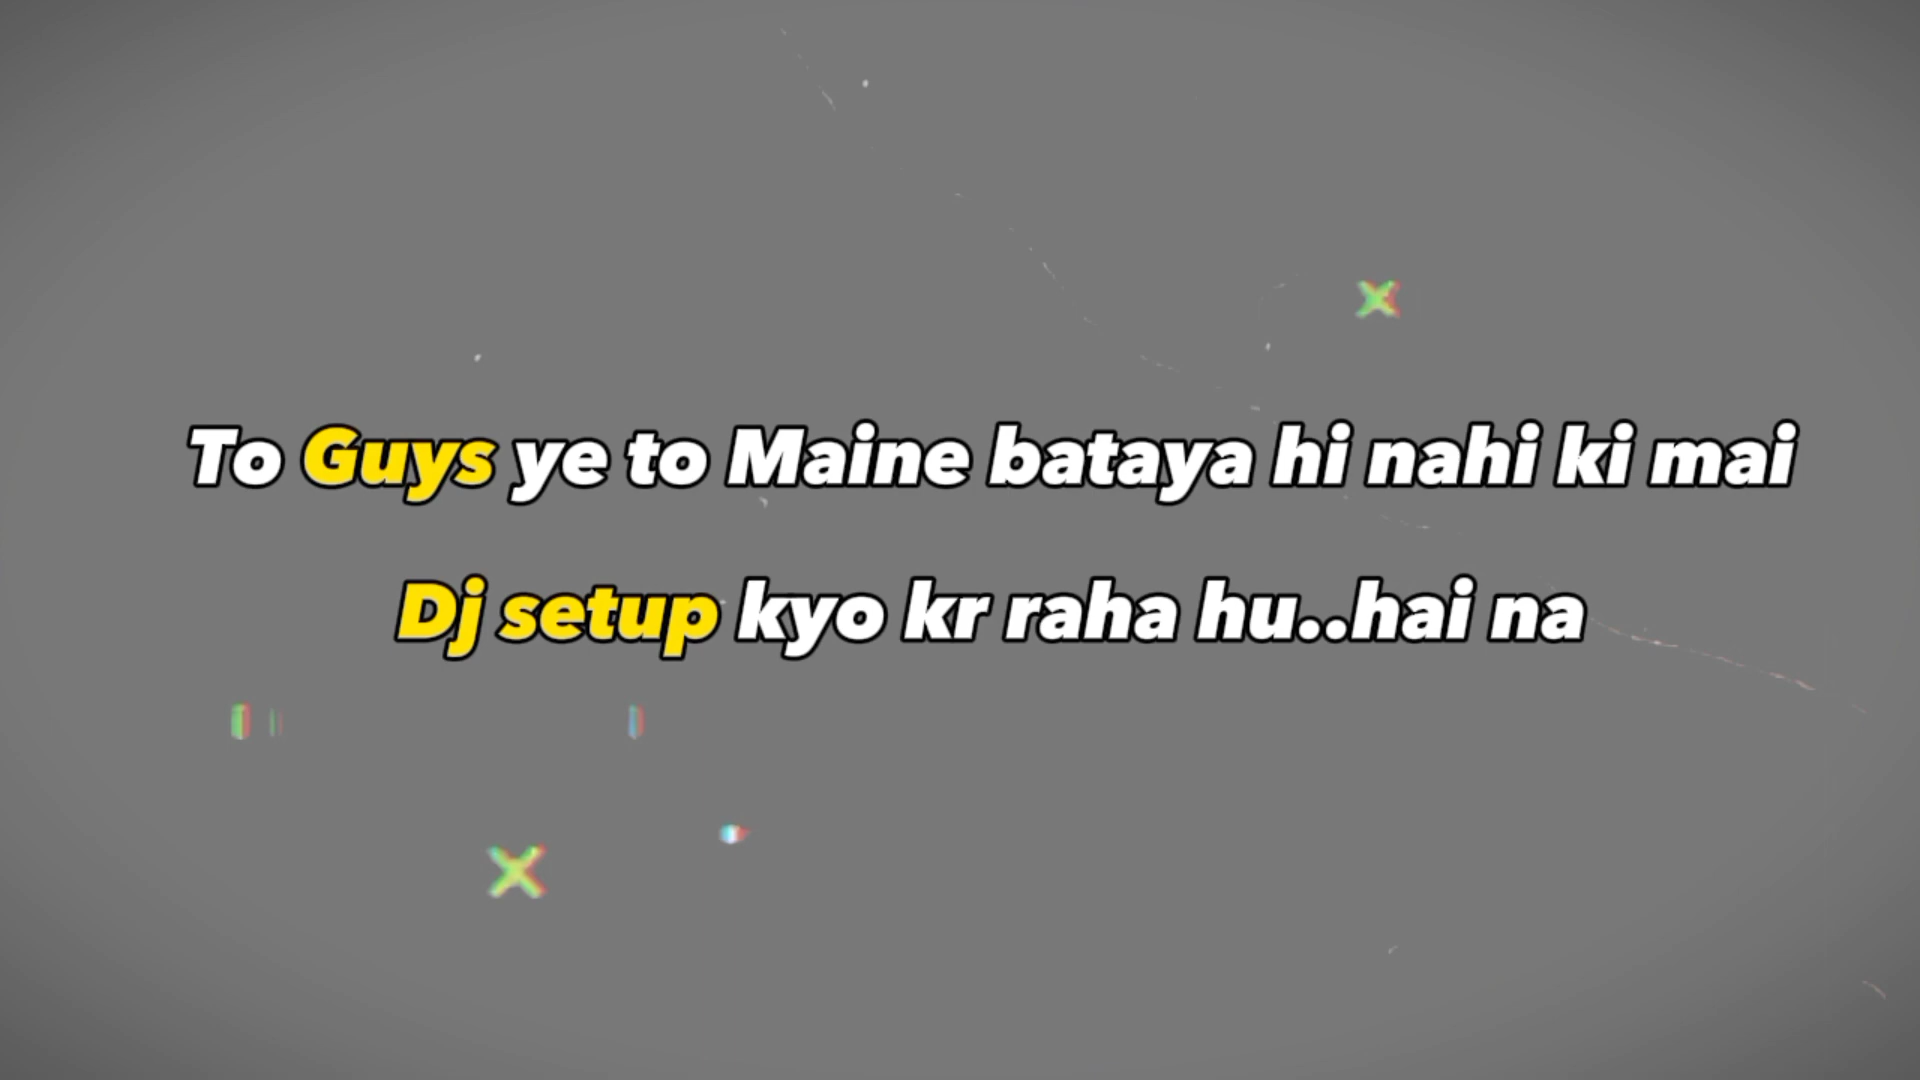 To Guys ye to Maine bataya hi nahi ki mai
Dj setup kyo kr raha hu..hai na